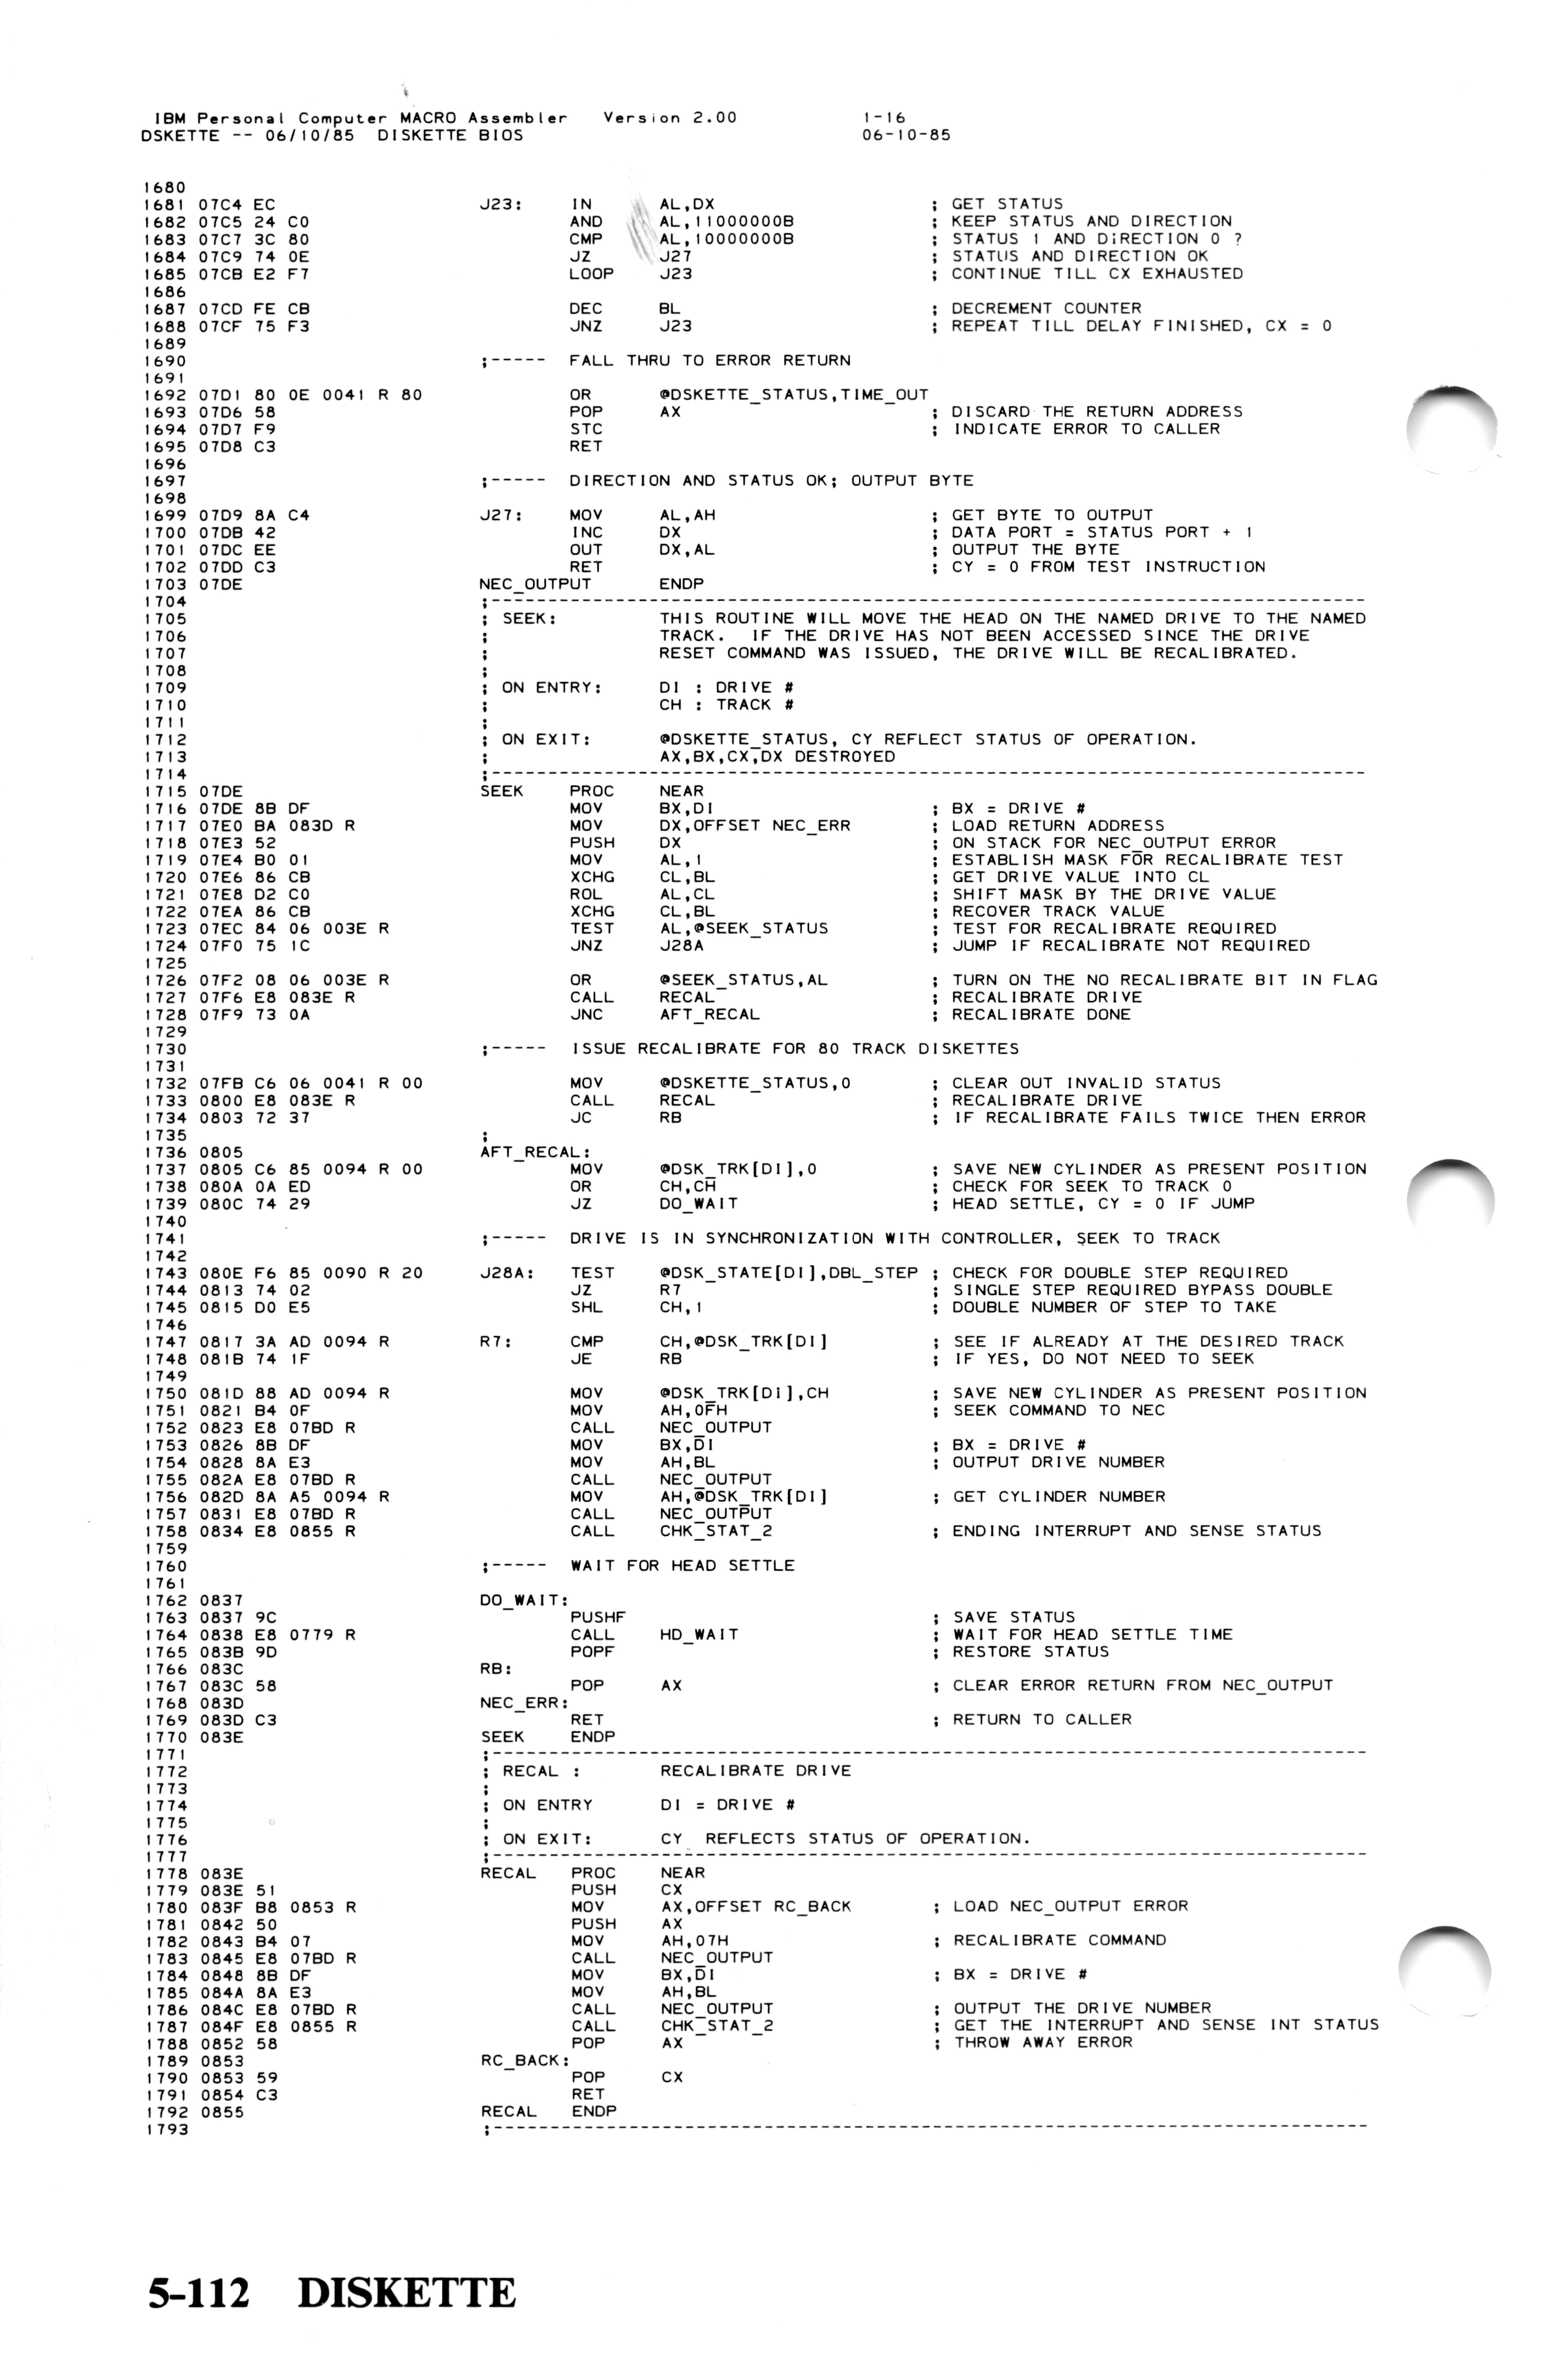 IBM Personal Computer MACRO Assembler   Version 2.00          1-16
DSKETTE -- 06/10/85  DISKETTE BIOS                            06-10-85
1680
1681 07C4 EC                  J23:    IN      AL,DX                   ; GET STATUS
1682 07C5 24 C0                       AND     AL,11000000B            ; KEEP STATUS AND DIRECTION
1683 07C7 3C 80                       CMP     AL,10000000B            ; STATUS 1 AND DIRECTION 0 ?
1684 07C9 74 0E                       JZ      J27                     ; STATUS AND DIRECTION OK
1685 07CB E2 F7                       LOOP    J23                     ; CONTINUE TILL CX EXHAUSTED
1686
1687 07CD FE CB                       DEC     BL                      ; DECREMENT COUNTER
1688 07CF 75 F3                       JNZ     J23                     ; REPEAT TILL DELAY FINISHED, CX = 0
1689
1690                          ;-----  FALL THRU TO ERROR RETURN
1691
1692 07D1 80 0E 0041 R 80             OR      @DSKETTE_STATUS,TIME_OUT
1693 07D6 58                          POP     AX                      ; DISCARD THE RETURN ADDRESS
1694 07D7 F9                          STC                             ; INDICATE ERROR TO CALLER
1695 07D8 C3                          RET
1696
1697                          ;-----  DIRECTION AND STATUS OK; OUTPUT BYTE
1698
1699 07D9 8A C4               J27:    MOV     AL,AH                   ; GET BYTE TO OUTPUT
1700 07DB 42                          INC     DX                      ; DATA PORT = STATUS PORT + 1
1701 07DC EE                          OUT     DX,AL                   ; OUTPUT THE BYTE
1702 07DD C3                          RET                             ; CY = 0 FROM TEST INSTRUCTION
1703 07DE                     NEC_OUTPUT      ENDP
1704                          ;------------------------------------------------------------------------------
1705                          ; SEEK:         THIS ROUTINE WILL MOVE THE HEAD ON THE NAMED DRIVE TO THE NAMED
1706                          ;               TRACK.  IF THE DRIVE HAS NOT BEEN ACCESSED SINCE THE DRIVE
1707                          ;               RESET COMMAND WAS ISSUED, THE DRIVE WILL BE RECALIBRATED.
1708                          ;
1709                          ; ON ENTRY:     DI : DRIVE #
1710                          ;               CH : TRACK #
1711                          ;
1712                          ; ON EXIT:      @DSKETTE_STATUS, CY REFLECT STATUS OF OPERATION.
1713                          ;               AX,BX,CX,DX DESTROYED
1714                          ;------------------------------------------------------------------------------
1715 07DE                     SEEK    PROC    NEAR
1716 07DE 8B DF                       MOV     BX,DI                   ; BX = DRIVE #
1717 07E0 BA 083D R                   MOV     DX,OFFSET NEC_ERR       ; LOAD RETURN ADDRESS
1718 07E3 52                          PUSH    DX                      ; ON STACK FOR NEC_OUTPUT ERROR
1719 07E4 B0 01                       MOV     AL,1                    ; ESTABLISH MASK FOR RECALIBRATE TEST
1720 07E6 86 CB                       XCHG    CL,BL                   ; GET DRIVE VALUE INTO CL
1721 07E8 D2 C0                       ROL     AL,CL                   ; SHIFT MASK BY THE DRIVE VALUE
1722 07EA 86 CB                       XCHG    CL,BL                   ; RECOVER TRACK VALUE
1723 07EC 84 06 003E R                TEST    AL,@SEEK_STATUS         ; TEST FOR RECALIBRATE REQUIRED
1724 07F0 75 1C                       JNZ     J28A                    ; JUMP IF RECALIBRATE NOT REQUIRED
1725
1726 07F2 08 06 003E R                OR      @SEEK_STATUS,AL         ; TURN ON THE NO RECALIBRATE BIT IN FLAG
1727 07F6 E8 083E R                   CALL    RECAL                   ; RECALIBRATE DRIVE
1728 07F9 73 0A                       JNC     AFT_RECAL               ; RECALIBRATE DONE
1729
1730                          ;-----  ISSUE RECALIBRATE FOR 80 TRACK DISKETTES
1731
1732 07FB C6 06 0041 R 00             MOV     @DSKETTE_STATUS,0       ; CLEAR OUT INVALID STATUS
1733 0800 E8 083E R                   CALL    RECAL                   ; RECALIBRATE DRIVE
1734 0803 72 37                       JC      RB                      ; IF RECALIBRATE FAILS TWICE THEN ERROR
1735                          ;
1736 0805                     AFT_RECAL:
1737 0805 C6 85 0094 R 00             MOV     @DSK_TRK[DI],0          ; SAVE NEW CYLINDER AS PRESENT POSITION
1738 080A 0A ED                       OR      CH,CH                   ; CHECK FOR SEEK TO TRACK 0
1739 080C 74 29                       JZ      DO_WAIT                 ; HEAD SETTLE, CY = 0 IF JUMP
1740
1741                          ;-----  DRIVE IS IN SYNCHRONIZATION WITH CONTROLLER, SEEK TO TRACK
1742
1743 080E F6 85 0090 R 20     J28A:   TEST    @DSK_STATE[DI],DBL_STEP ; CHECK FOR DOUBLE STEP REQUIRED
1744 0813 74 02                       JZ      R7                      ; SINGLE STEP REQUIRED BYPASS DOUBLE
1745 0815 D0 E5                       SHL     CH,1                    ; DOUBLE NUMBER OF STEP TO TAKE
1746
1747 0817 3A AD 0094 R        R7:     CMP     CH,@DSK_TRK[DI]         ; SEE IF ALREADY AT THE DESIRED TRACK
1748 081B 74 1F                       JE      RB                      ; IF YES, DO NOT NEED TO SEEK
1749
1750 081D 88 AD 0094 R                MOV     @DSK_TRK[DI],CH         ; SAVE NEW CYLINDER AS PRESENT POSITION
1751 0821 B4 0F                       MOV     AH,0FH                  ; SEEK COMMAND TO NEC
1752 0823 E8 07BD R                   CALL    NEC_OUTPUT
1753 0826 8B DF                       MOV     BX,DI                   ; BX = DRIVE #
1754 0828 8A E3                       MOV     AH,BL                   ; OUTPUT DRIVE NUMBER
1755 082A E8 07BD R                   CALL    NEC_OUTPUT
1756 082D 8A A5 0094 R                MOV     AH,@DSK_TRK[DI]         ; GET CYLINDER NUMBER
1757 0831 E8 07BD R                   CALL    NEC_OUTPUT
1758 0834 E8 0855 R                   CALL    CHK_STAT_2              ; ENDING INTERRUPT AND SENSE STATUS
1759
1760                          ;-----  WAIT FOR HEAD SETTLE
1761
1762 0837                     DO_WAIT:
1763 0837 9C                          PUSHF                           ; SAVE STATUS
1764 0838 E8 0779 R                   CALL    HD_WAIT                 ; WAIT FOR HEAD SETTLE TIME
1765 083B 9D                          POPF                            ; RESTORE STATUS
1766 083C                     RB:
1767 083C 58                          POP     AX                      ; CLEAR ERROR RETURN FROM NEC_OUTPUT
1768 083D                     NEC_ERR:
1769 083D C3                          RET                             ; RETURN TO CALLER
1770 083E                     SEEK    ENDP
1771                          ;------------------------------------------------------------------------------
1772                          ; RECAL :       RECALIBRATE DRIVE
1773                          ;
1774                          ; ON ENTRY      DI = DRIVE #
1775                          ;
1776                          ; ON EXIT:      CY  REFLECTS STATUS OF OPERATION.
1777                          ;------------------------------------------------------------------------------
1778 083E                     RECAL   PROC    NEAR
1779 083E 51                          PUSH    CX
1780 083F B8 0853 R                   MOV     AX,OFFSET RC_BACK       ; LOAD NEC_OUTPUT ERROR
1781 0842 50                          PUSH    AX
1782 0843 B4 07                       MOV     AH,07H                  ; RECALIBRATE COMMAND
1783 0845 E8 07BD R                   CALL    NEC_OUTPUT
1784 0848 8B DF                       MOV     BX,DI                   ; BX = DRIVE #
1785 084A 8A E3                       MOV     AH,BL
1786 084C E8 07BD R                   CALL    NEC_OUTPUT              ; OUTPUT THE DRIVE NUMBER
1787 084F E8 0855 R                   CALL    CHK_STAT_2              ; GET THE INTERRUPT AND SENSE INT STATUS
1788 0852 58                          POP     AX                      ; THROW AWAY ERROR
1789 0853                     RC_BACK:
1790 0853 59                          POP     CX
1791 0854 C3                          RET
1792 0855                     RECAL   ENDP
1793                          ;------------------------------------------------------------------------------
5-112   DISKETTE